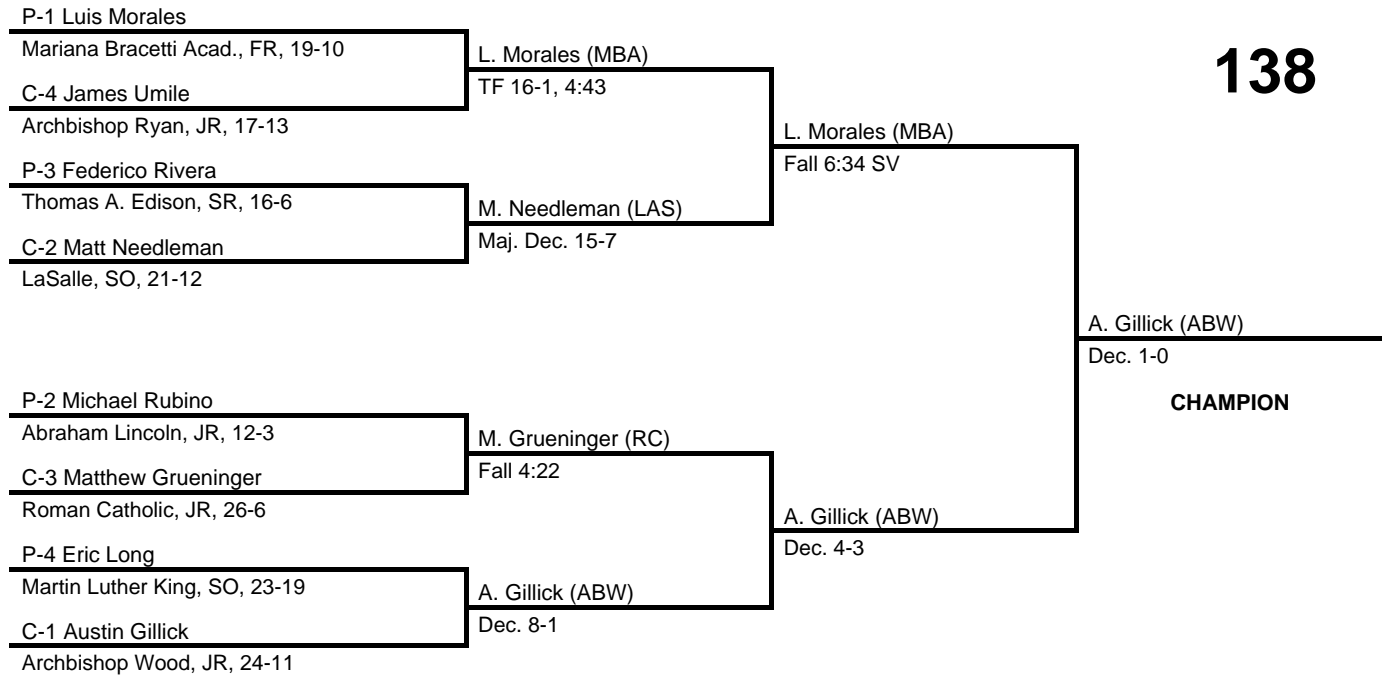 P-1 Luis Morales
Mariana Bracetti Acad., FR, 19-10
L. Morales (MBA)
138
TF 16-1, 4:43
C-4 James Umile
Archbishop Ryan, JR, 17-13
L. Morales (MBA)
Fall 6:34 SV
P-3 Federico Rivera
Thomas A. Edison, SR, 16-6
M. Needleman (LAS)
Maj. Dec. 15-7
C-2 Matt Needleman
LaSalle, SO, 21-12
A. Gillick (ABW)
Dec. 1-0
CHAMPION
P-2 Michael Rubino
Abraham Lincoln, JR, 12-3
M. Grueninger (RC)
Fall 4:22
C-3 Matthew Grueninger
Roman Catholic, JR, 26-6
A. Gillick (ABW)
Dec. 4-3
P-4 Eric Long
Martin Luther King, SO, 23-19
A. Gillick (ABW)
Dec. 8-1
C-1 Austin Gillick
Archbishop Wood, JR, 24-11